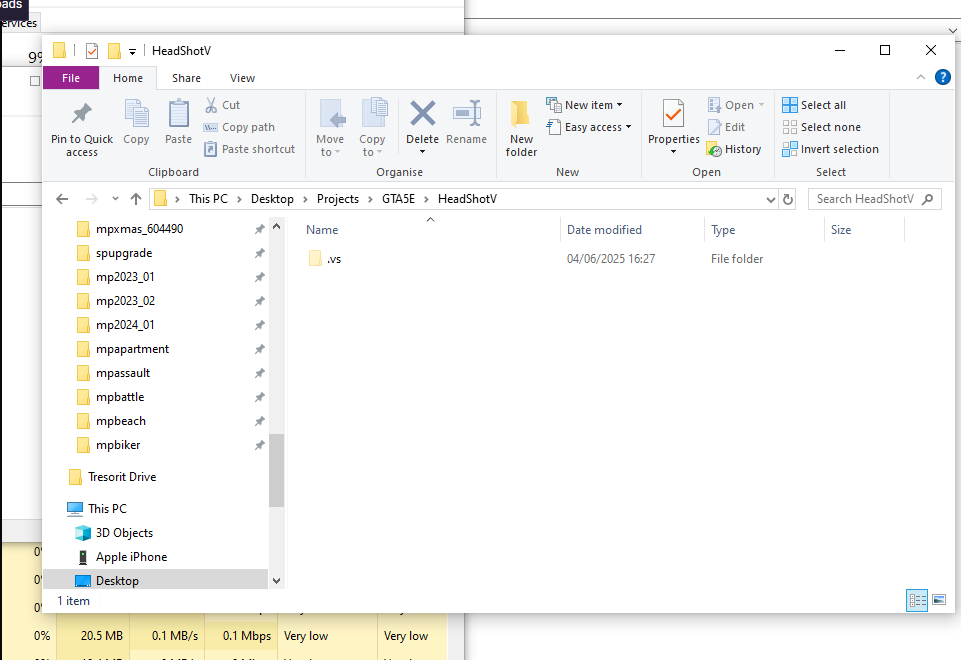 oads
ervices
9%
HeadShotV
File Home Share View
Pin to Quick access
Copy
Paste
Cut
Copy path
Paste shortcut
Clipboard
Move to
Copy to
Delete
Rename
Organise
New folder
New item
Easy access
New
Properties
Open
Edit
History
Open
Select all
Select none
Invert selection
Select
This PC > Desktop > Projects > GTA5E > HeadShotV
Search HeadShotV
Name Date modified Type Size
.vs 04/06/2025 16:27 File folder
mpxmas_604490
spupgrade
mp2023_01
mp2023_02
mp2024_01
mpapartment
mpassault
mpbattle
mpbeach
mpbiker
Tresorit Drive
This PC
3D Objects
Apple iPhone
Desktop
1 item
0%
0%
0%
0% 20.5 MB 0.1 MB/s 0.1 Mbps Very low Very low